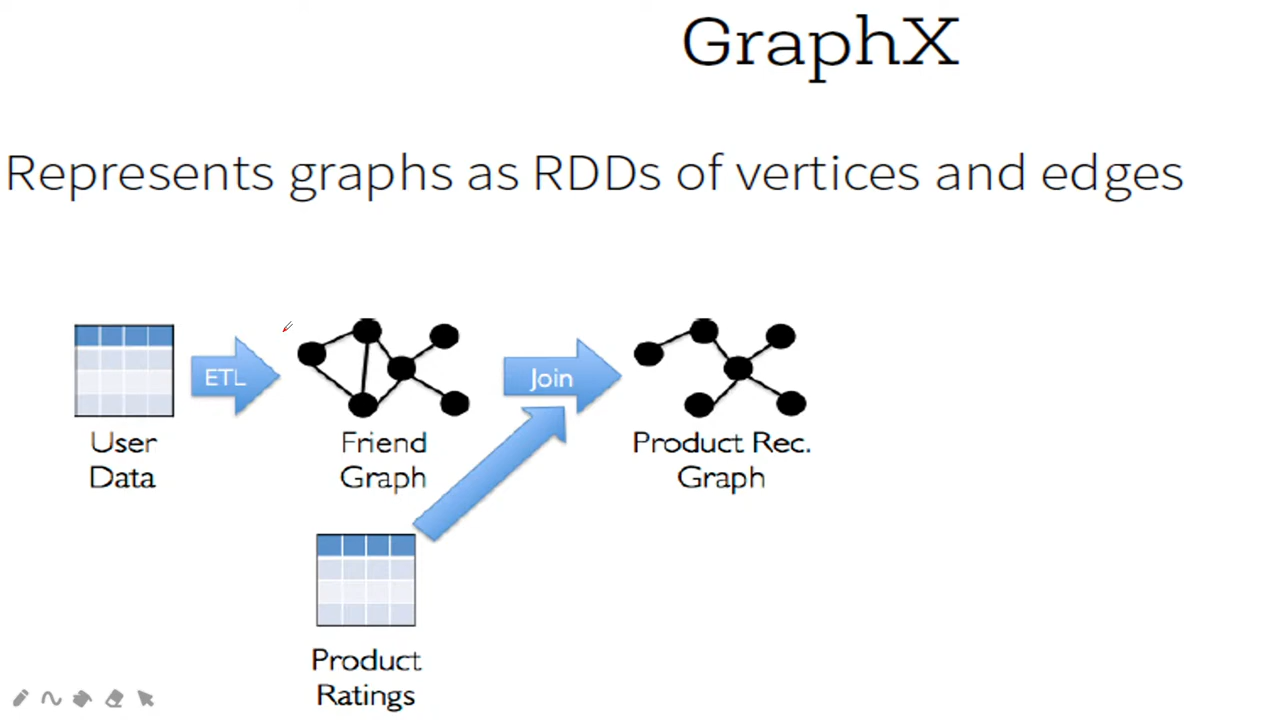 GraphX
Represents graphs as RDDs of vertices and edges
ETL
Join
User
Data
Friend
Graph
Product Rec.
Graph
Product
Ratings